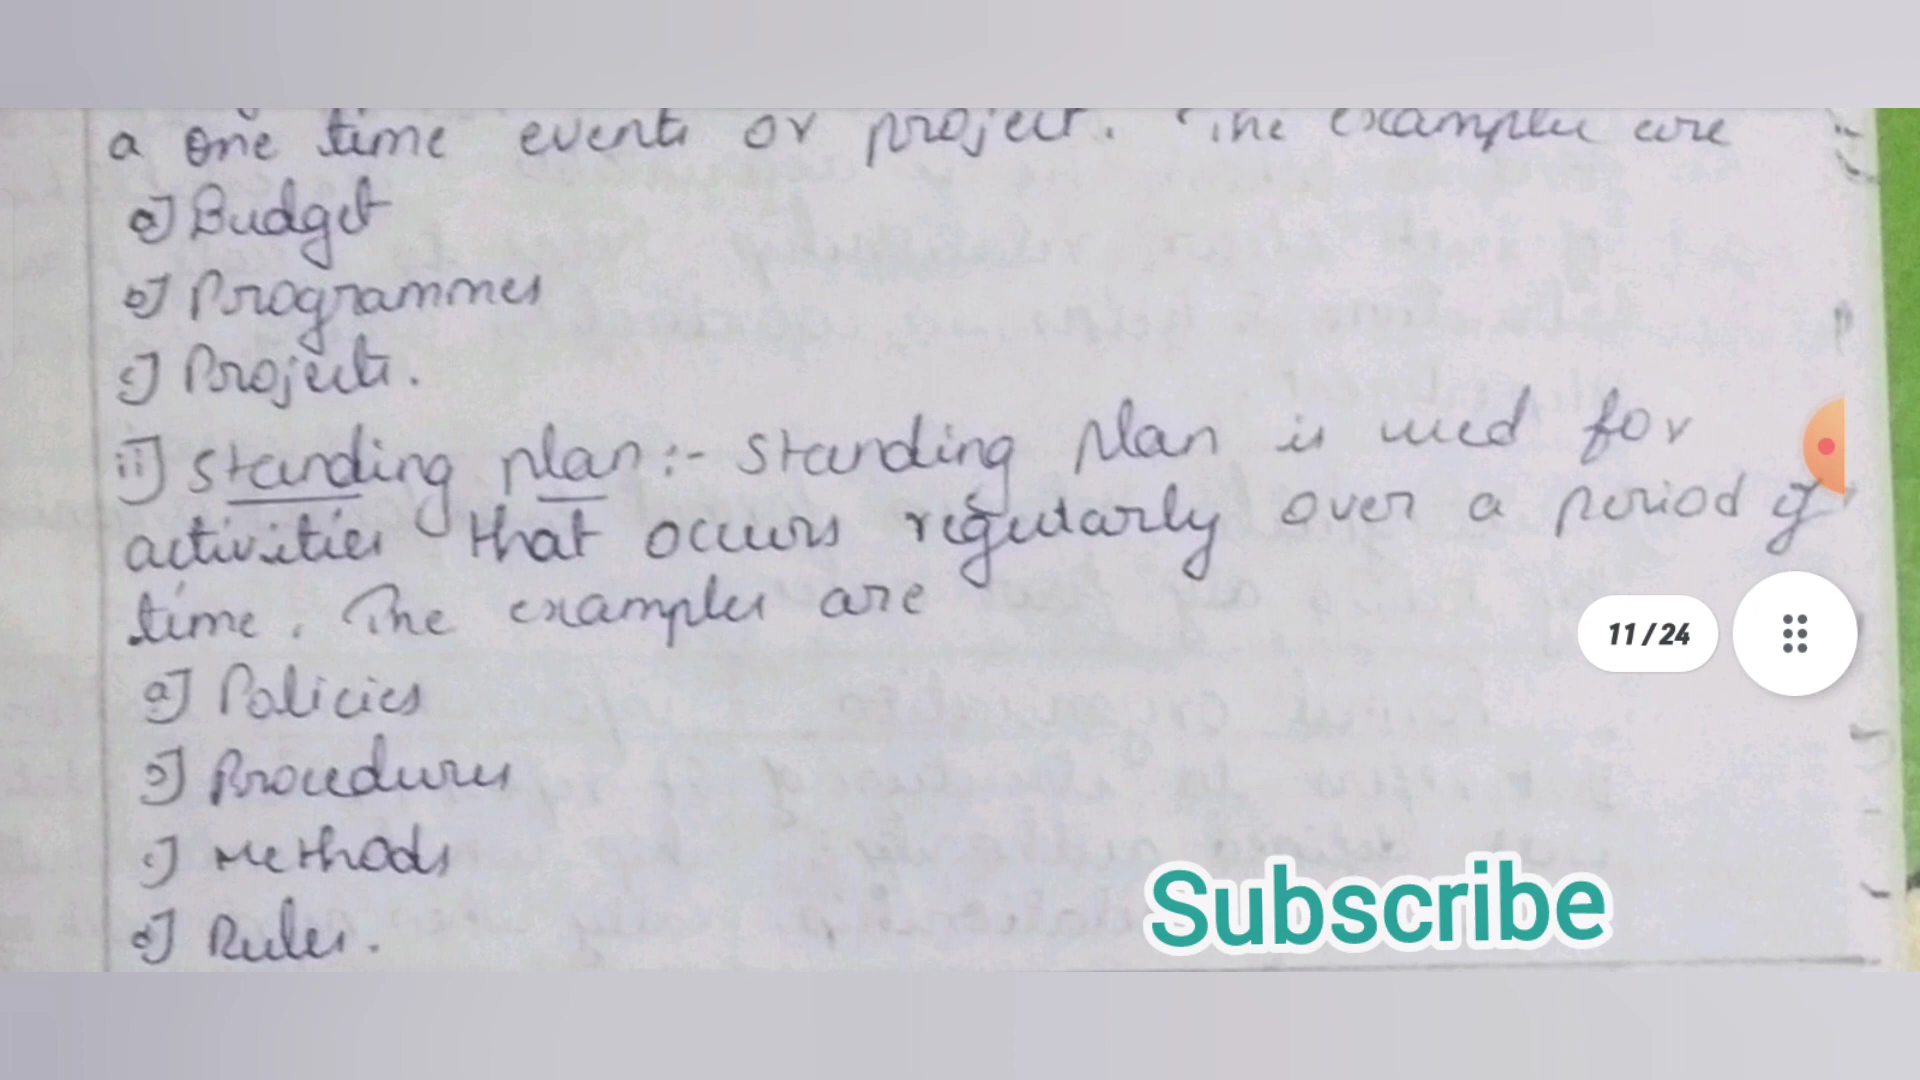 a one time events or project. The examples are
a] Budget
b] Programmes
c] Projects.
ii] Standing plan :- Standing plan is used for
activities that occurs regularly over a period of
time. The examples are
a] Policies
b] Procedures
c] Methods
d] Rules.
11/24
Subscribe